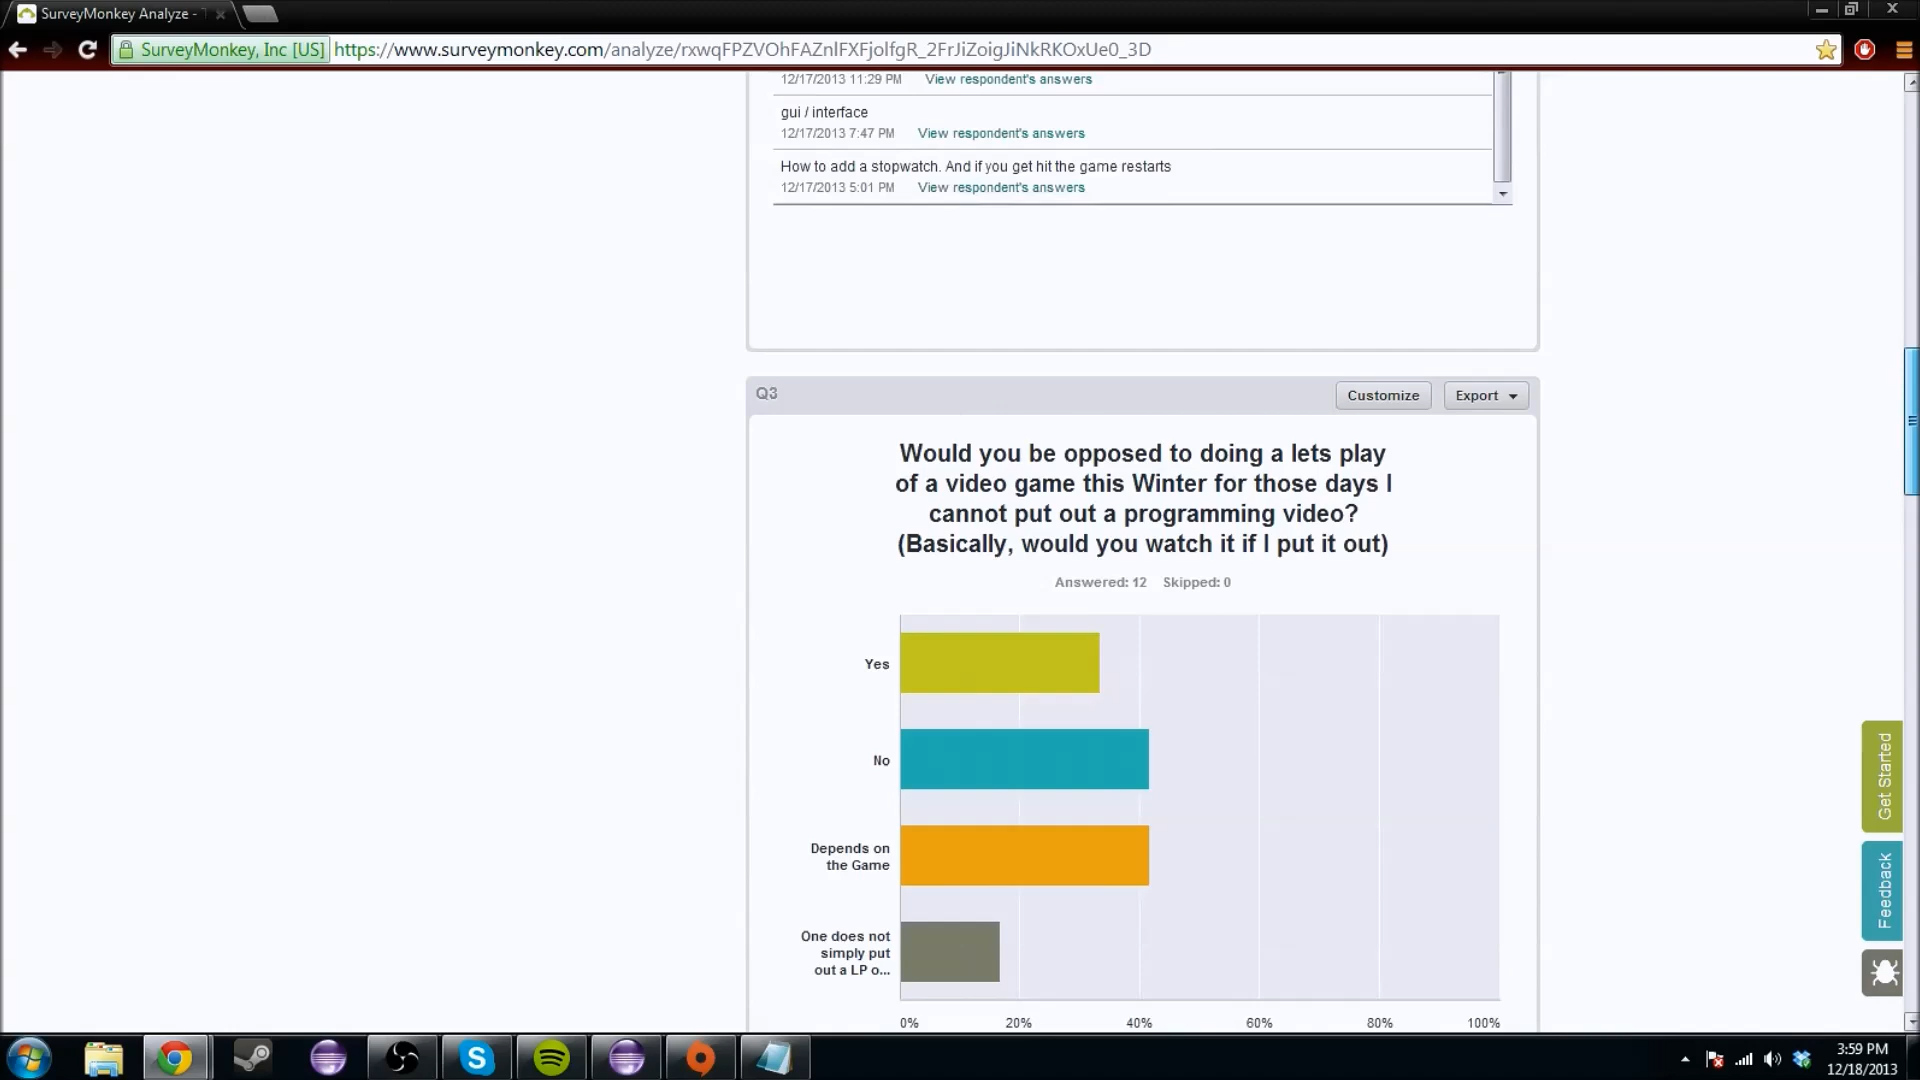 SurveyMonkey Analyze - T
SurveyMonkey, Inc [US] https://www.surveymonkey.com/analyze/rxwqFPZVOhFAZnlFXFjolfgR_2FrJiZoigJiNkRKOxUe0_3D
12/17/2013 11:29 PM View respondent's answers
gui / interface
12/17/2013 7:47 PM View respondent's answers
How to add a stopwatch. And if you get hit the game restarts
12/17/2013 5:01 PM View respondent's answers
Q3 Customize Export
Would you be opposed to doing a lets play
of a video game this Winter for those days I
cannot put out a programming video?
(Basically, would you watch it if I put it out)
Answered: 12 Skipped: 0
Yes
No
Depends on
the Game
One does not
simply put
out a LP o...
0% 20% 40% 60% 80% 100%
Get Started
Feedback
3:59 PM
12/18/2013